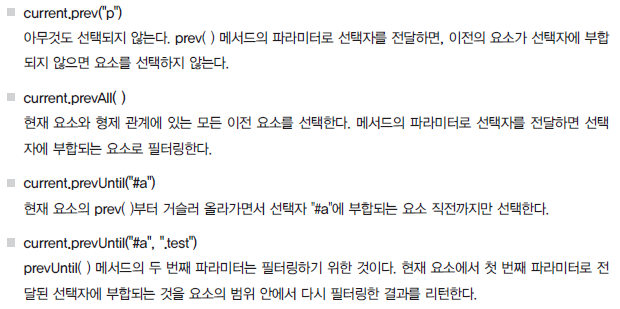 current.prev("p")
아무것도 선택되지 않는다. prev( ) 메서드의 파라미터로 선택자를 전달하면, 이전의 요소가 선택자에 부합
되지 않으면 요소를 선택하지 않는다.
current.prevAll( )
현재 요소와 형제 관계에 있는 모든 이전 요소를 선택한다. 메서드의 파라미터로 선택자를 전달하면 선택
자에 부합되는 요소로 필터링한다.
current.prevUntil("#a")
현재 요소의 prev( )부터 거슬러 올라가면서 선택자 "#a"에 부합되는 요소 직전까지만 선택한다.
current.prevUntil("#a", ".test")
prevUntil( ) 메서드의 두 번째 파라미터는 필터링하기 위한 것이다. 현재 요소에서 첫 번째 파라미터로 전
달된 선택자에 부합되는 것을 요소의 범위 안에서 다시 필터링한 결과를 리턴한다.